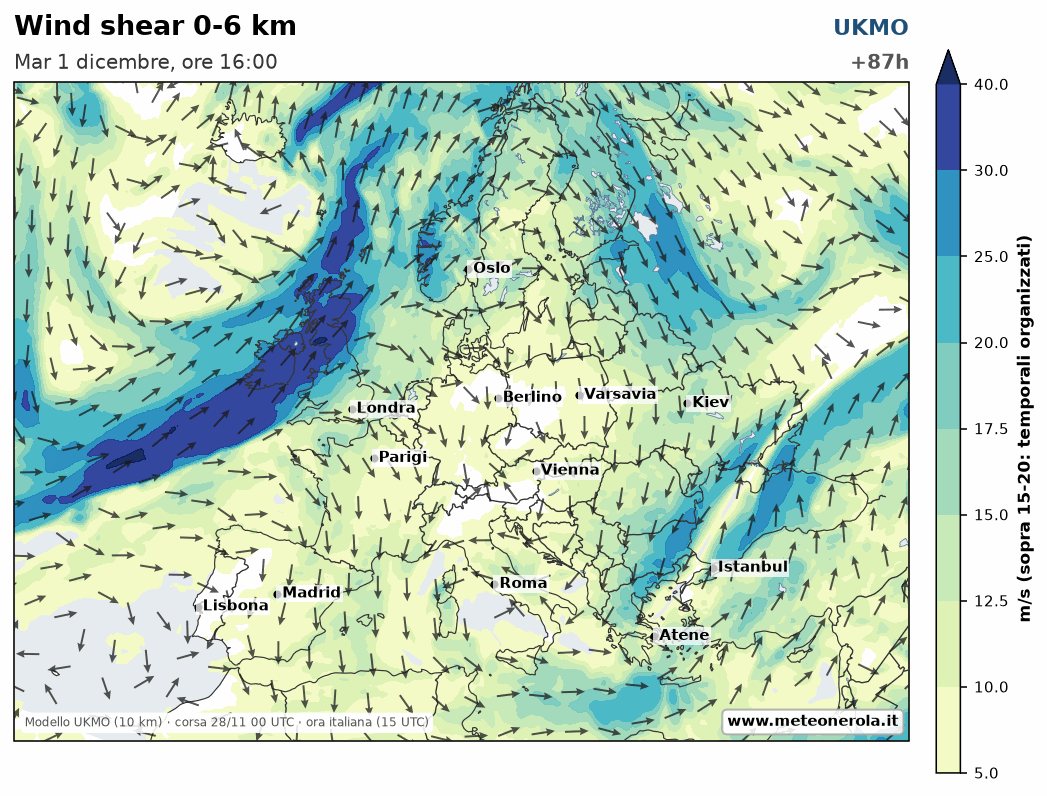 Wind shear 0-6 km
UKMO
Mar 1 dicembre, ore 16:00
+87h
40.0
30.0
25.0
20.0
17.5
15.0
12.5
10.0
5.0
m/s (sopra 15-20: temporali organizzati)
Oslo
Berlino
Varsavia
Kiev
Londra
Parigi
Vienna
Istanbul
Roma
Madrid
Lisbona
Atene
Modello UKMO (10 km) · corsa 28/11 00 UTC · ora italiana (15 UTC)
www.meteonerola.it